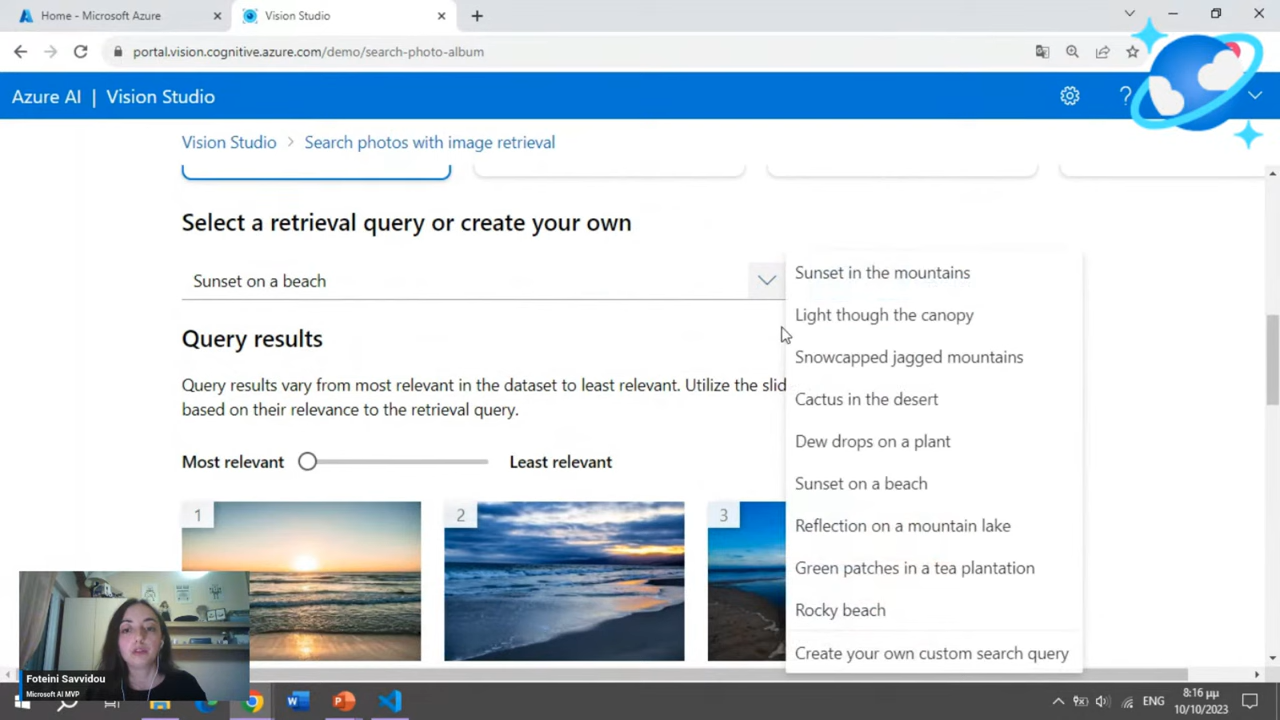 Home - Microsoft Azure
Vision Studio
portal.vision.cognitive.azure.com/demo/search-photo-album
Azure AI | Vision Studio
Vision Studio > Search photos with image retrieval
Select a retrieval query or create your own
Sunset on a beach
Query results
Query results vary from most relevant in the dataset to least relevant. Utilize the slid
based on their relevance to the retrieval query.
Most relevant
Least relevant
1
2
3
Sunset in the mountains
Light though the canopy
Snowcapped jagged mountains
Cactus in the desert
Dew drops on a plant
Sunset on a beach
Reflection on a mountain lake
Green patches in a tea plantation
Rocky beach
Create your own custom search query
Foteini Savvidou
Microsoft AI MVP
ENG
8:16 μμ
10/10/2023